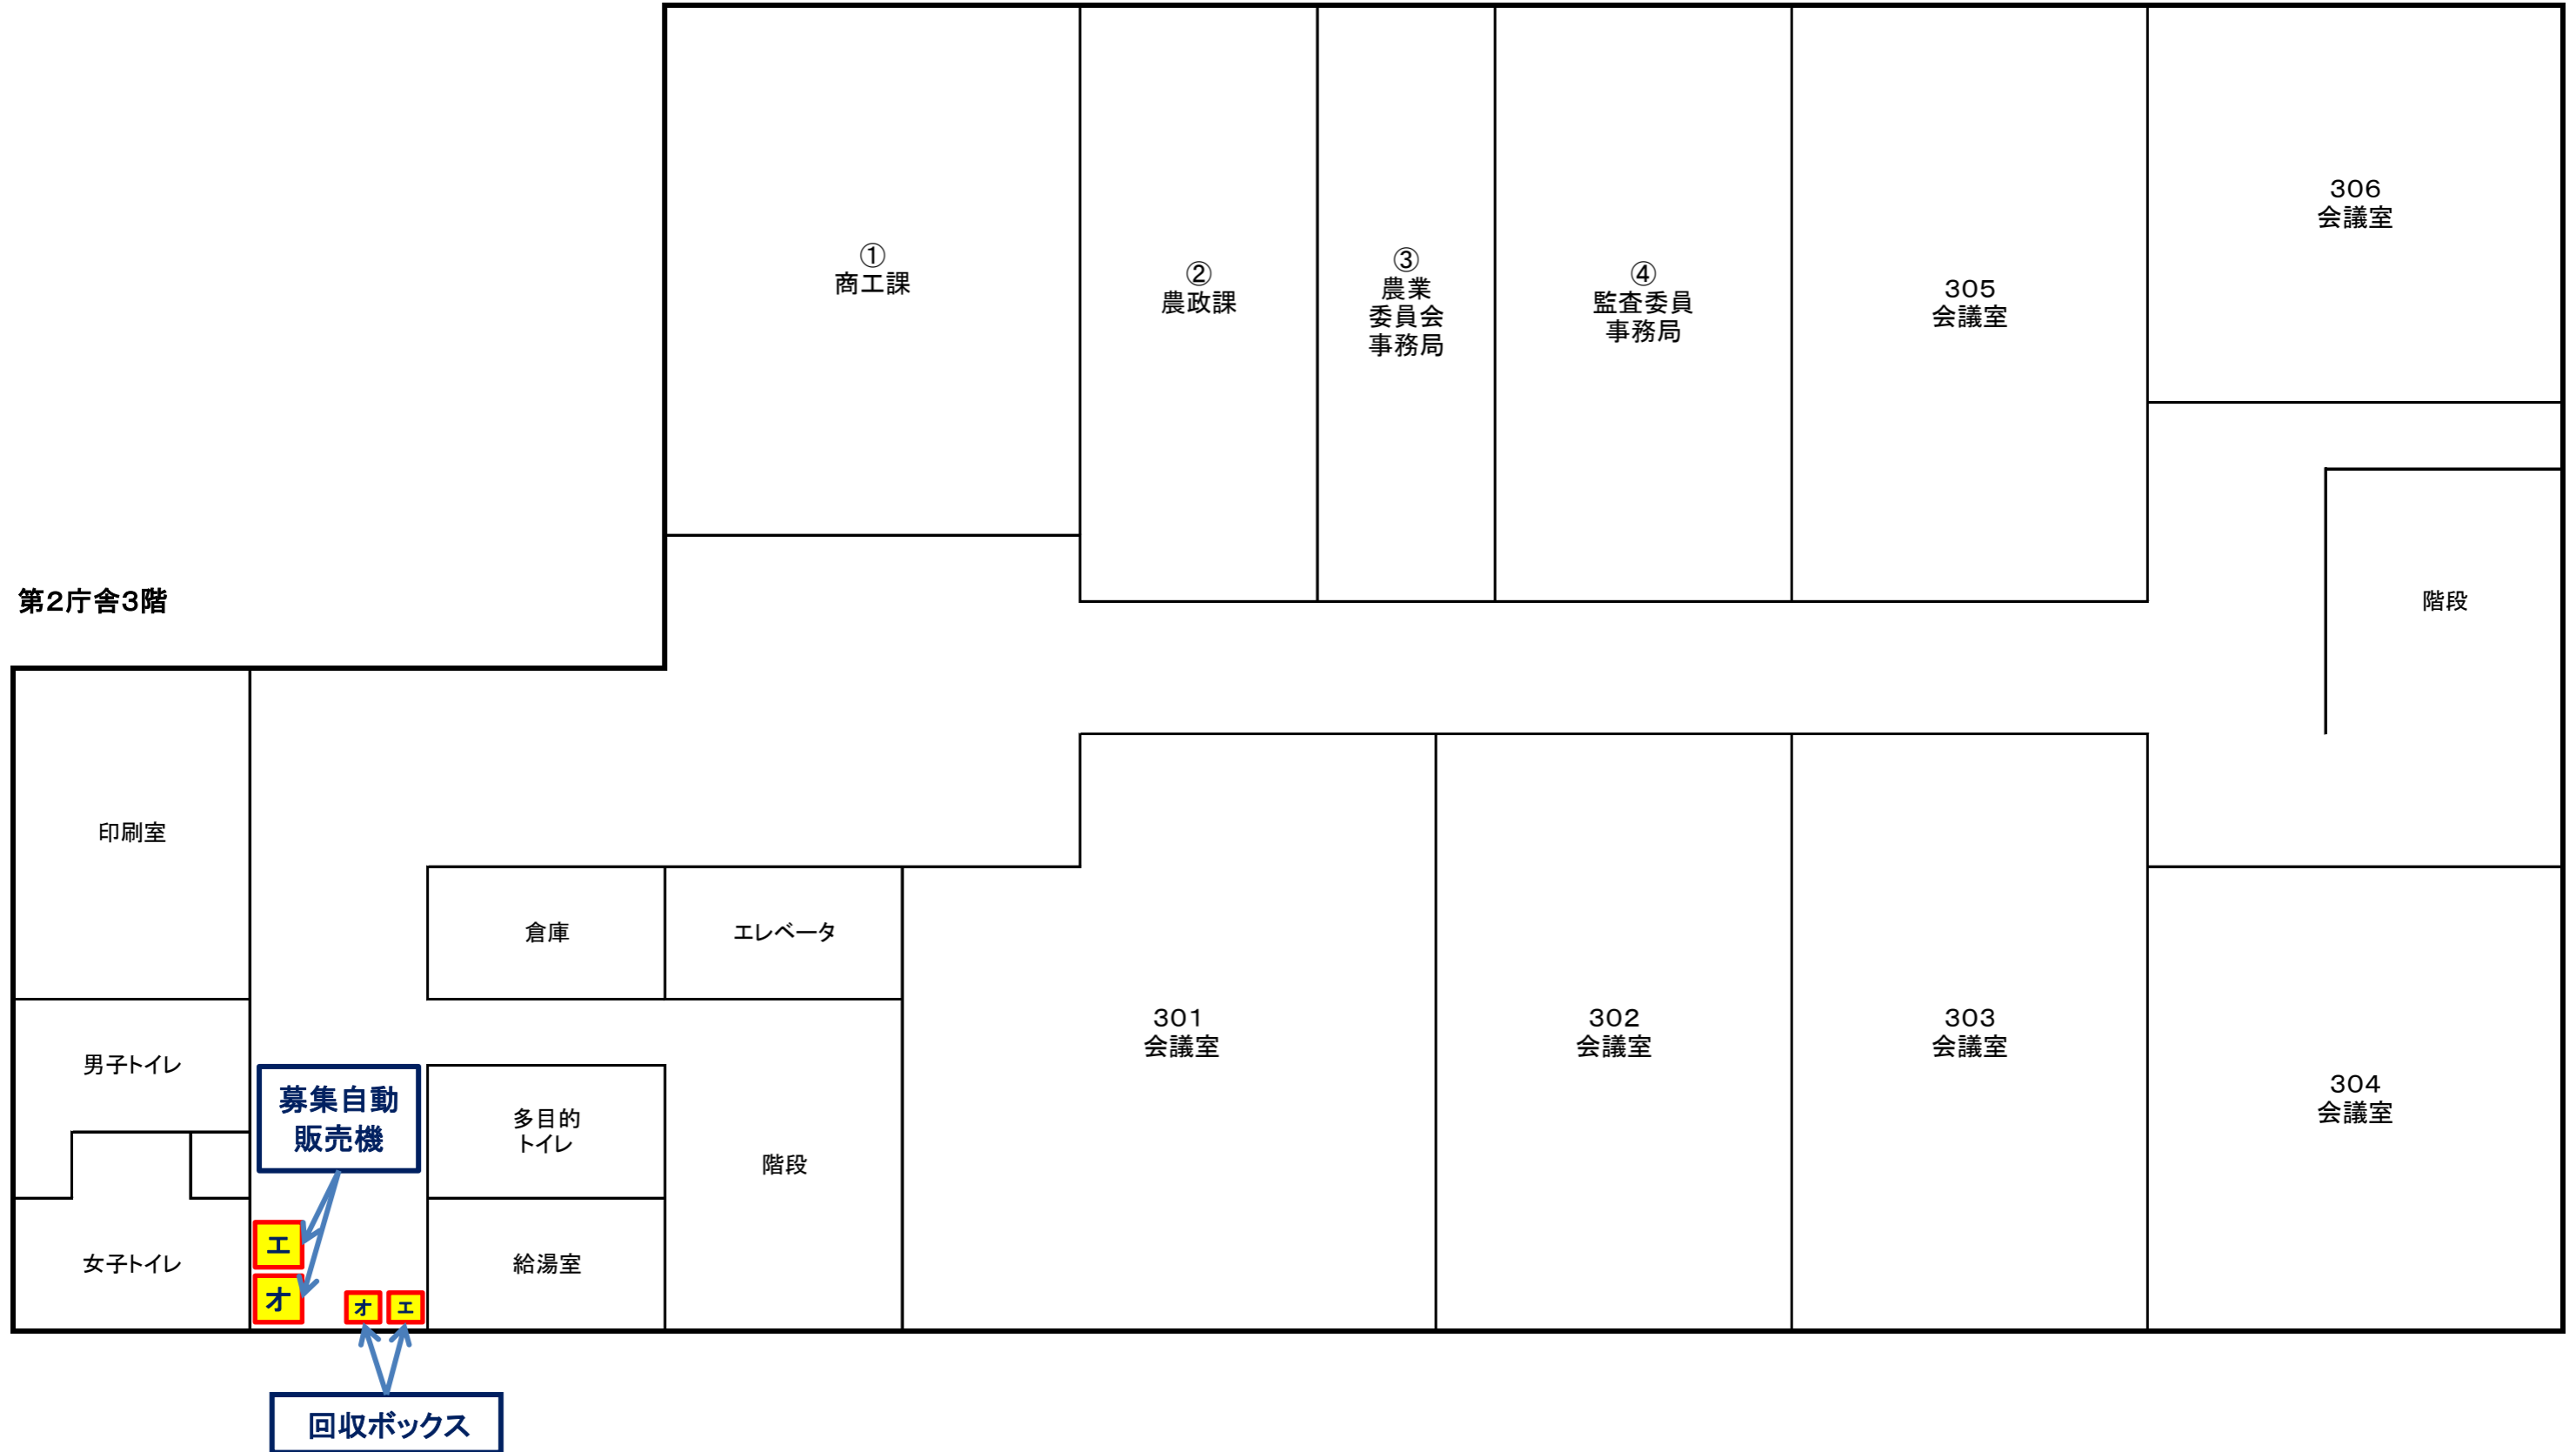 306
会議室
①
商工課
②
農政課
③
農業
委員会
事務局
④
監査委員
事務局
305
会議室
第2庁舎3階
階段
印刷室
倉庫
エレベータ
301
会議室
302
会議室
303
会議室
304
会議室
男子トイレ
募集自動
販売機
多目的
トイレ
階段
女子トイレ
エ
オ
給湯室
オ
エ
回収ボックス